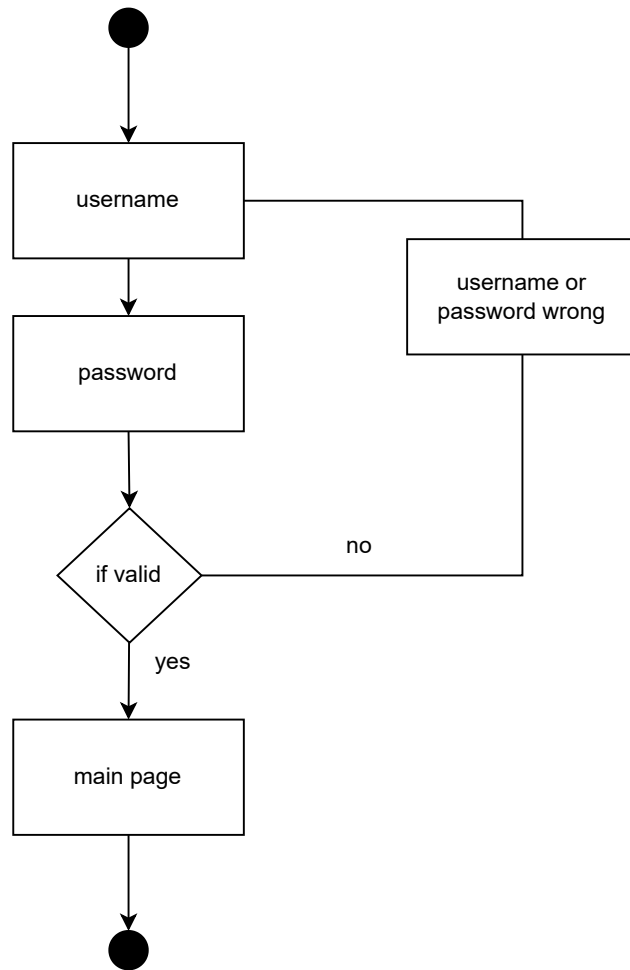 username
username or
password wrong
password
no
if valid
yes
main page